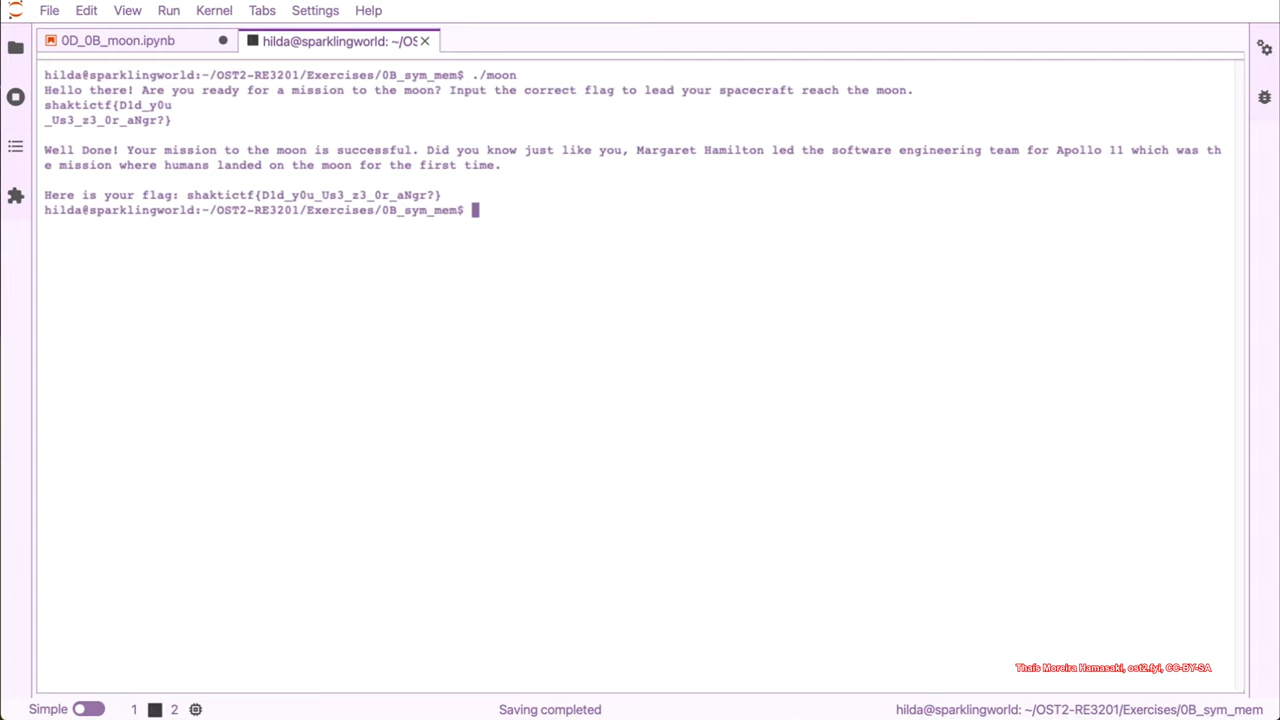 File Edit View Run Kernel Tabs Settings Help
0D_0B_moon.ipynb
hilda@sparklingworld: ~/OS
hilda@sparklingworld:~/OST2-RE3201/Exercises/0B_sym_mem$ ./moon
Hello there! Are you ready for a mission to the moon? Input the correct flag to lead your spacecraft reach the moon.
shaktictf{D1d_y0u
_Us3_z3_0r_aNgr?}
Well Done! Your mission to the moon is successful. Did you know just like you, Margaret Hamilton led the software engineering team for Apollo 11 which was th
e mission where humans landed on the moon for the first time.
Here is your flag: shaktictf{D1d_y0u_Us3_z3_0r_aNgr?}
hilda@sparklingworld:~/OST2-RE3201/Exercises/0B_sym_mem$
Thaís Moreira Hamasaki, ost2.fyi, CC-BY-SA
Simple 1 2 Saving completed hilda@sparklingworld: ~/OST2-RE3201/Exercises/0B_sym_mem